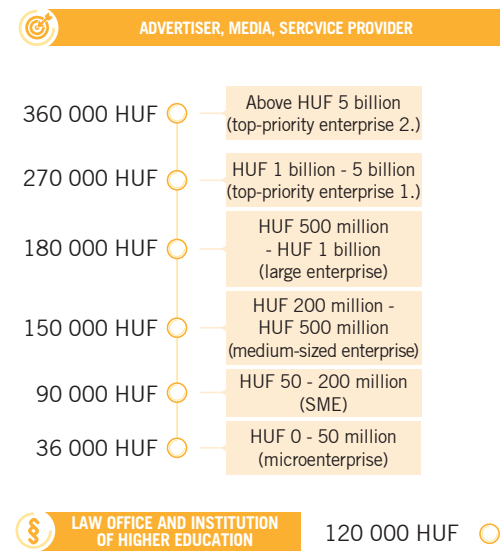 ADVERTISER, MEDIA, SERCVICE PROVIDER
360 000 HUF
Above HUF 5 billion
(top-priority enterprise 2.)
270 000 HUF
HUF 1 billion - 5 billion
(top-priority enterprise 1.)
180 000 HUF
HUF 500 million
- HUF 1 billion
(large enterprise)
150 000 HUF
HUF 200 million -
HUF 500 million
(medium-sized enterprise)
90 000 HUF
HUF 50 - 200 million
(SME)
36 000 HUF
HUF 0 - 50 million
(microenterprise)
§
LAW OFFICE AND INSTITUTION
OF HIGHER EDUCATION
120 000 HUF